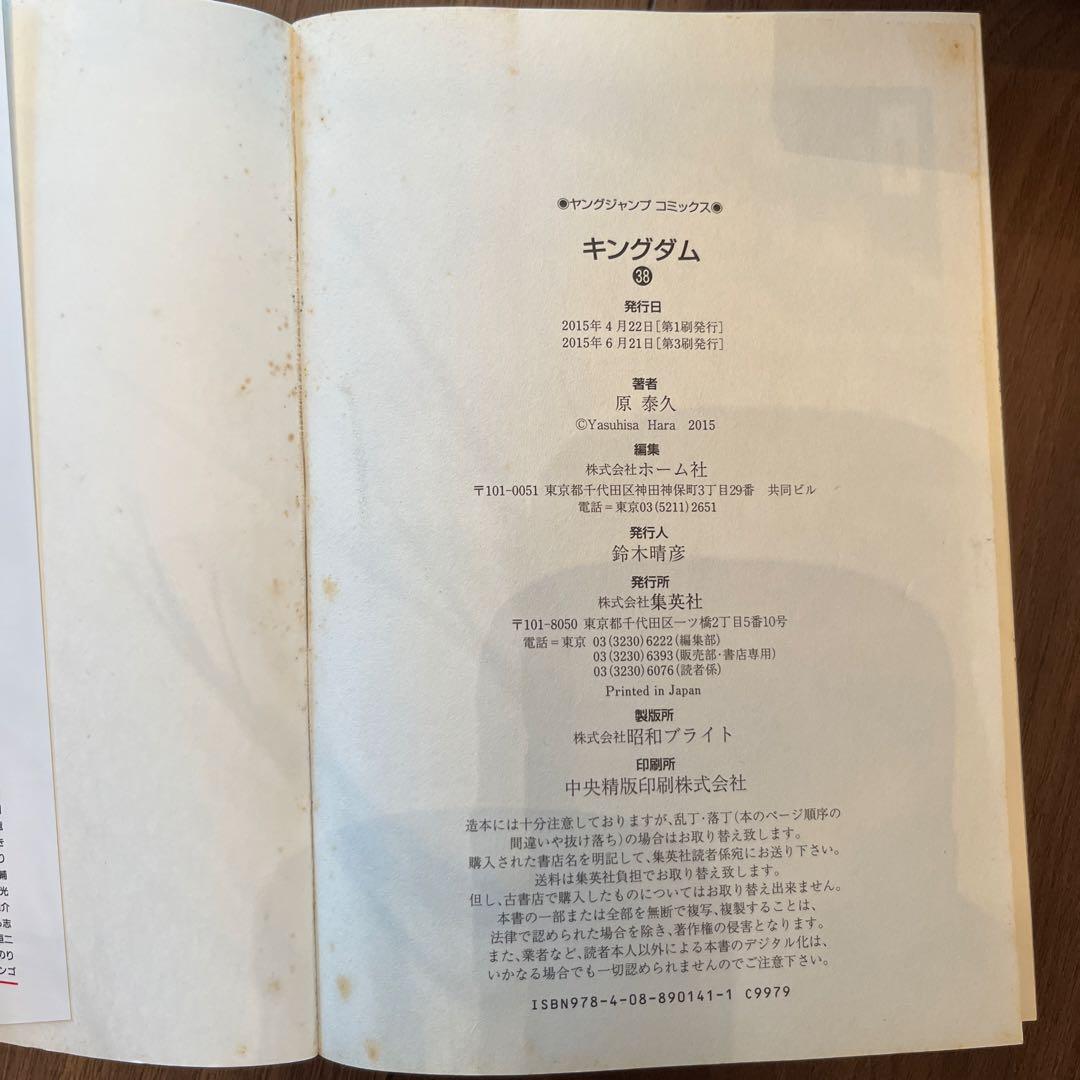 ◉ヤングジャンプ コミックス◉
キングダム
38
発行日
2015年 4 月22日[第1刷発行]
2015年 6 月21日[第3刷発行]
著者
原 泰久
©Yasuhisa Hara 2015
編集
株式会社ホーム社
〒101-0051 東京都千代田区神田神保町3丁目29番 共同ビル
電話＝東京03(5211)2651
発行人
鈴木晴彦
発行所
株式会社集英社
〒101-8050 東京都千代田区一ツ橋2丁目5番10号
電話＝東京 03(3230)6222(編集部)
03(3230)6393(販売部·書店専用)
03(3230)6076(読者係)
Printed in Japan
製版所
株式会社昭和ブライト
印刷所
中央精版印刷株式会社
造本には十分注意しておりますが、乱丁·落丁(本のページ順序の
間違いや抜け落ち)の場合はお取り替え致します。
購入された書店名を明記して、集英社読者係宛にお送り下さい。
送料は集英社負担でお取り替え致します。
但し、古書店で購入したものについてはお取り替え出来ません。
本書の一部または全部を無断で複写、複製することは、
法律で認められた場合を除き、著作権の侵害となります。
また、業者など、読者本人以外による本書のデジタル化は、
いかなる場合でも一切認められませんのでご注意下さい。
ISBN978-4-08-890141-1 C9979
き
り
輔
光
介
志
二
のり
ンゴ